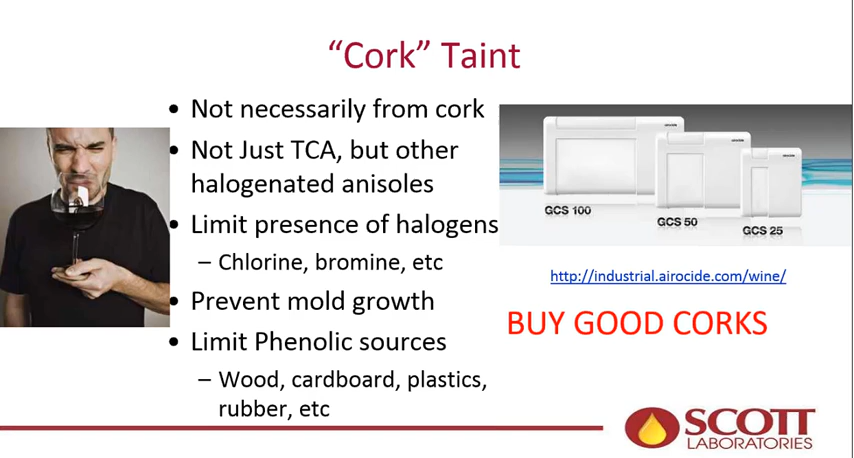 “Cork” Taint
• Not necessarily from cork
• Not Just TCA, but other
halogenated anisoles
• Limit presence of halogens
– Chlorine, bromine, etc
• Prevent mold growth
• Limit Phenolic sources
– Wood, cardboard, plastics,
rubber, etc
GCS 100
GCS 50
GCS 25
http://industrial.airocide.com/wine/
BUY GOOD CORKS
SCOTT
LABORATORIES